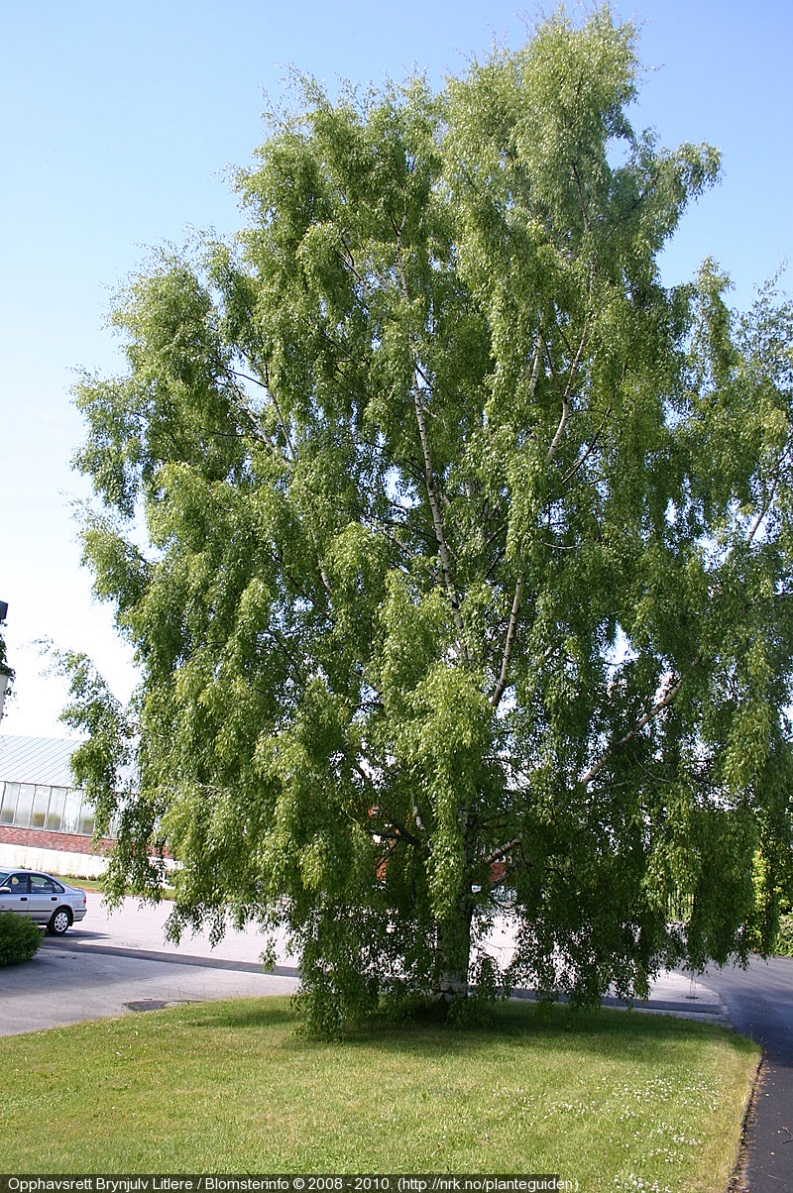 Opphavsrett Brynjulv Litlere / Blomsterinfo © 2008 - 2010. (http://nrk.no/planteguiden)